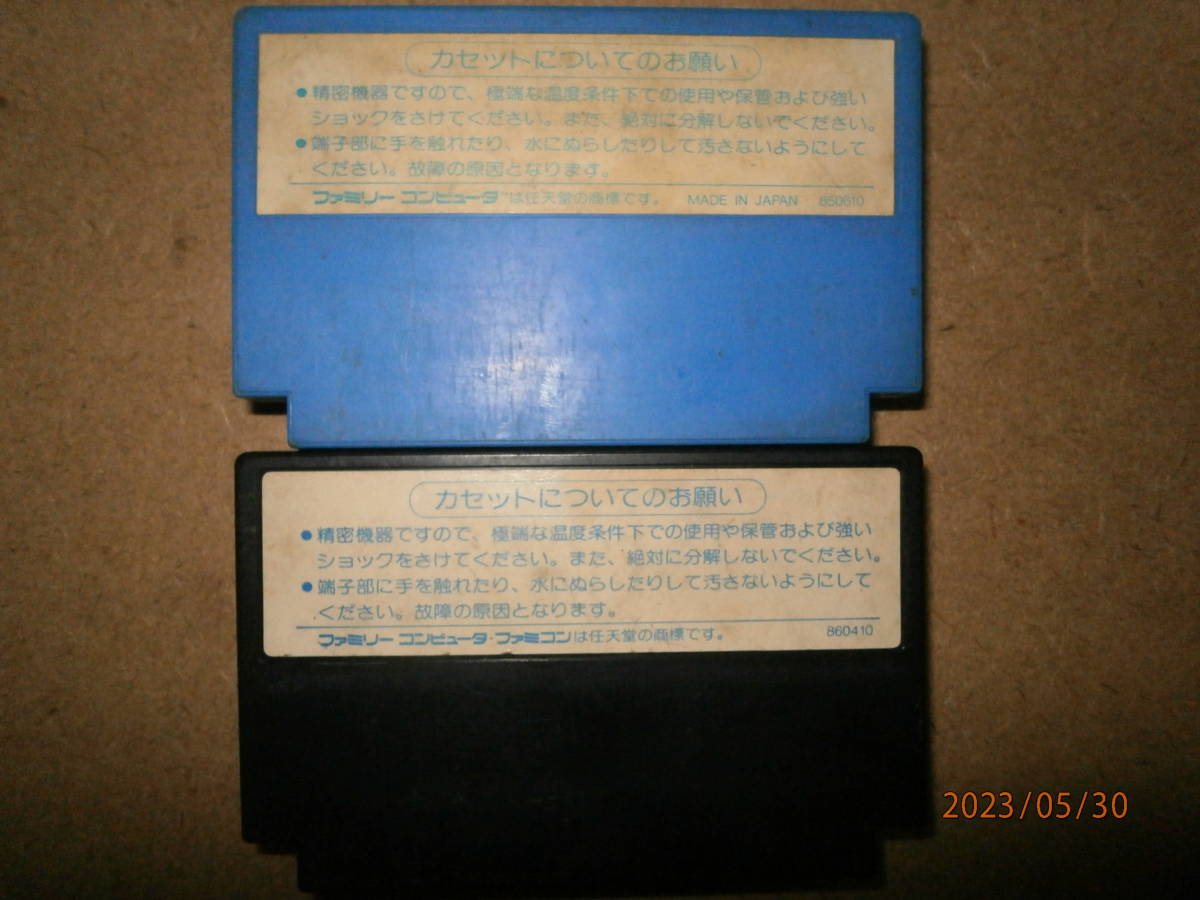 カセットについてのお願い
●精密機器ですので、極端な温度条件下での使用や保管および強い
ショックをさけてください。また、絶対に分解しないでください。
●端子部に手を触れたり、水にぬらしたりして汚さないようにして
ください。故障の原因となります。
ファミリー コンピュータ™は任天堂の商標です。 MADE IN JAPAN 850610
カセットについてのお願い
●精密機器ですので、極端な温度条件下での使用や保管および強い
ショックをさけてください。また、絶対に分解しないでください。
●端子部に手を触れたり、水にぬらしたりして汚さないようにして
ください。故障の原因となります。
ファミリー コンピュータ・ファミコンは任天堂の商標です。 860410
2023/05/30